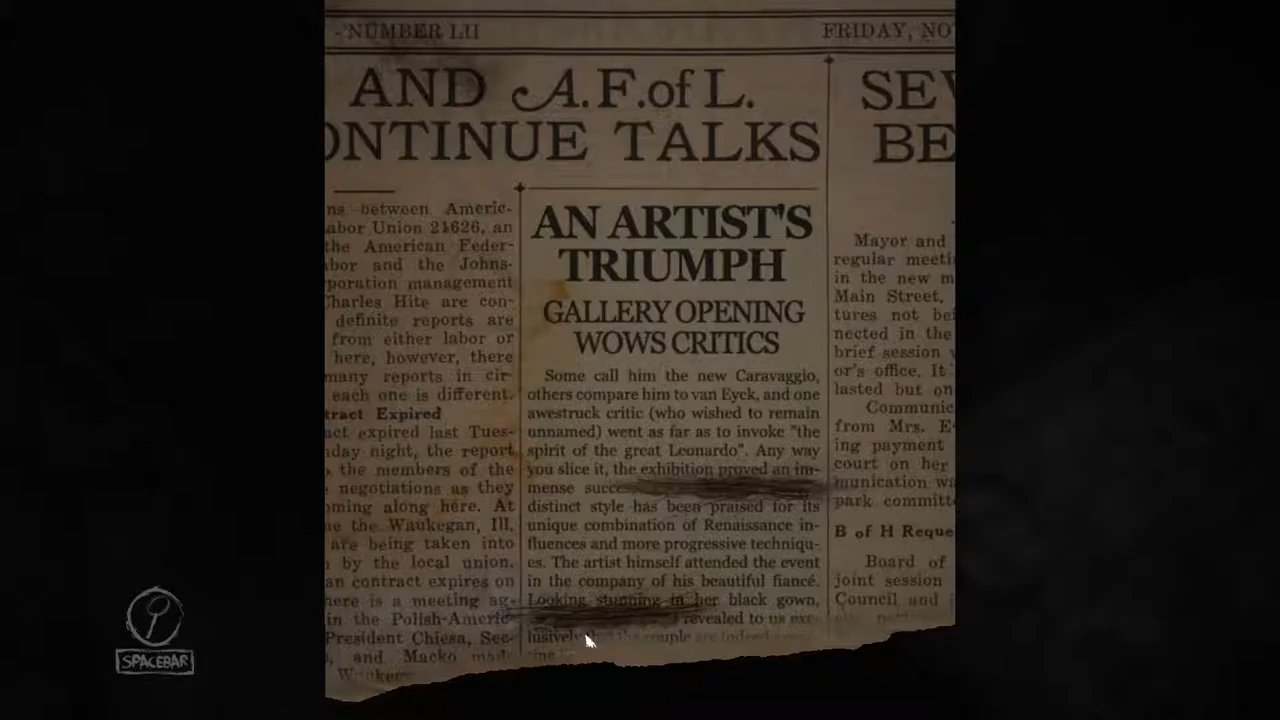 -NUMBER LII
FRIDAY, NO
AND A.F.of L.
ONTINUE TALKS
SEV
BE
ns between Americ-
abor Union 21626, an
the American Feder-
bor and the Johns-
poration management
Charles Hite are con-
definite reports are
from either labor or
here, however, there
many reports in cir-
each one is different.
tract Expired
act expired last Tues-
day night, the report
the members of the
negotiations as they
oming along here. At
e the Waukegan, Ill.
are being taken into
by the local union.
an contract expires on
here is a meeting ag-
in the Polish-Americ-
President Chiesa, Sec-
, and Macko made
AN ARTIST'S
TRIUMPH
GALLERY OPENING
WOWS CRITICS
Some call him the new Caravaggio,
others compare him to van Eyck, and one
awestruck critic (who wished to remain
unnamed) went as far as to invoke "the
spirit of the great Leonardo". Any way
you slice it, the exhibition proved an im-
mense succe
distinct style has been praised for its
unique combination of Renaissance in-
fluences and more progressive techniqu-
es. The artist himself attended the event
in the company of his beautiful fiancé.
Looking stunning in her black gown,
revealed to us exc-
lusively that the couple are indeed
Mayor and
regular meeti
in the new m
Main Street,
tures not bei
nected in the
brief session
or's office. It
lasted but on
Communic
from Mrs. E
ing payment
court on her
munication wa
park committ
B of H Reque
Board of
joint session
Council and
SPACEBAR